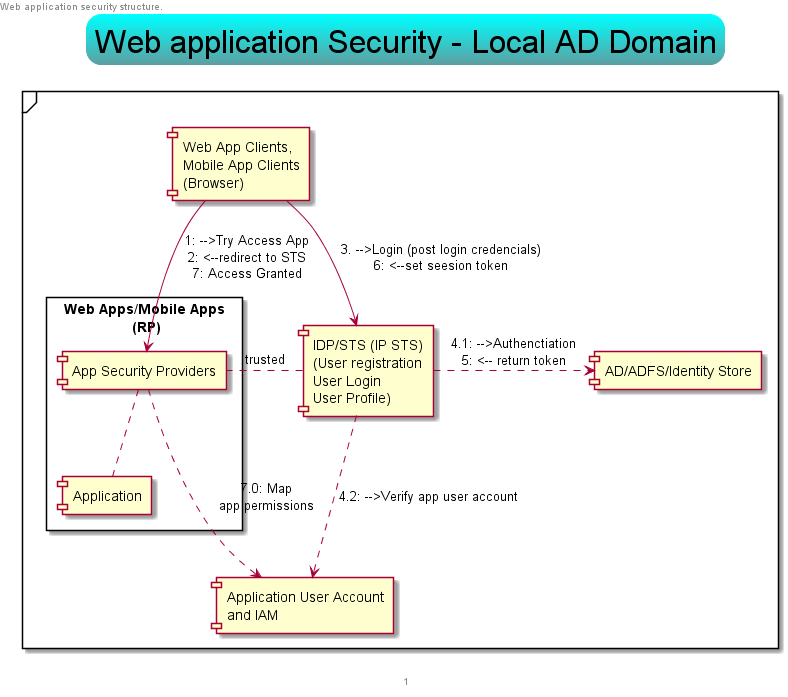 Web application security structure.
Web application Security - Local AD Domain
Web App Clients,
Mobile App Clients
(Browser)
1: -->Try Access App
2: <--redirect to STS
7: Access Granted
3. -->Login (post login credencials)
6: <--set seesion token
Web Apps/Mobile Apps
(RP)
App Security Providers
trusted
IDP/STS (IP STS)
(User registration
User Login
User Profile)
4.1: -->Authenctiation
5: <-- return token
AD/ADFS/Identity Store
Application
7.0: Map
app permissions
4.2: -->Verify app user account
Application User Account
and IAM
1